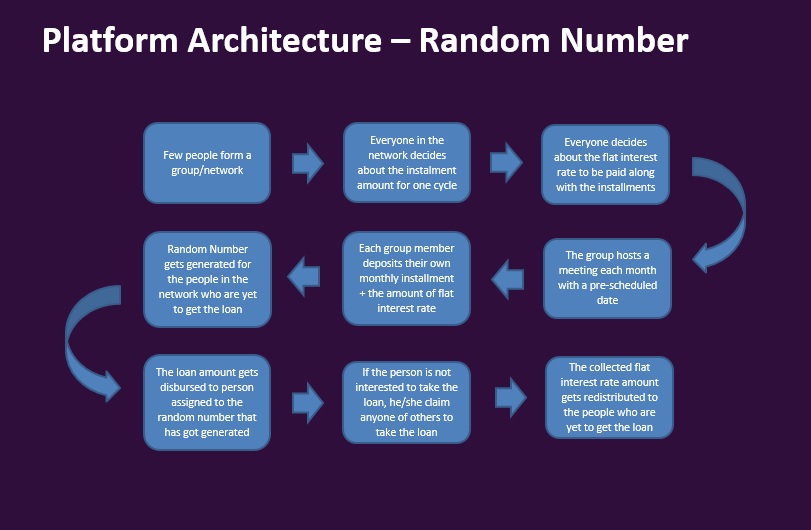 Platform Architecture – Random Number
Few people form a
group/network
Everyone in the
network decides
about the instalment
amount for one cycle
Everyone decides
about the flat interest
rate to be paid along
with the installments
The group hosts a
meeting each month
with a pre-scheduled
date
Each group member
deposits their own
monthly installment
+ the amount of flat
interest rate
Random Number
gets generated for
the people in the
network who are yet
to get the loan
The loan amount gets
disbursed to person
assigned to the
random number that
has got generated
If the person is not
interested to take the
loan, he/she claim
anyone of others to
take the loan
The collected flat
interest rate amount
gets redistributed to
the people who are
yet to get the loan